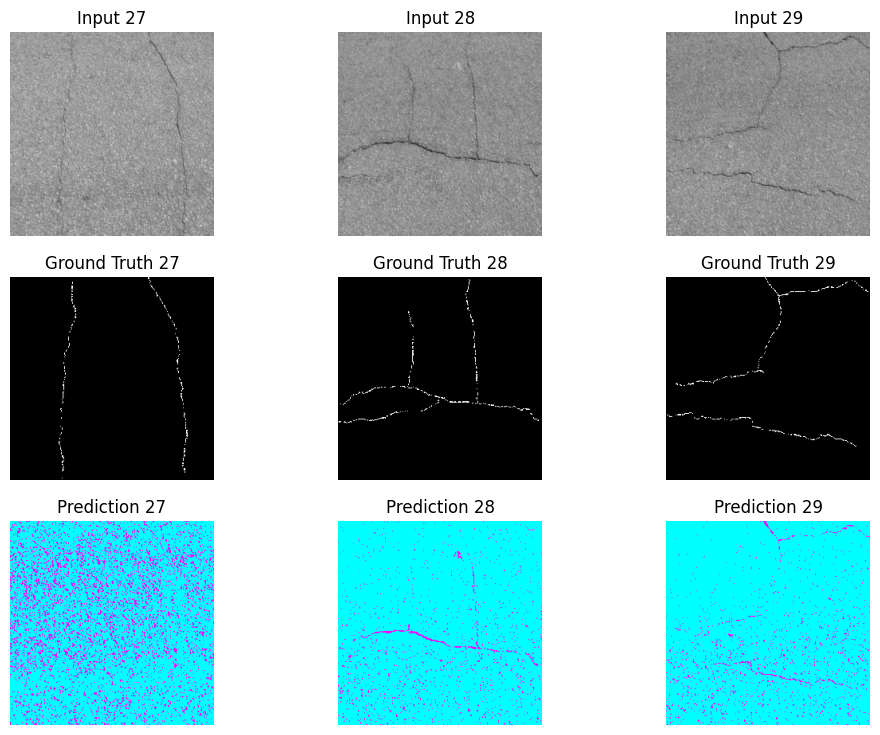 Input 27
Input 28
Input 29
Ground Truth 27
Ground Truth 28
Ground Truth 29
Prediction 27
Prediction 28
Prediction 29